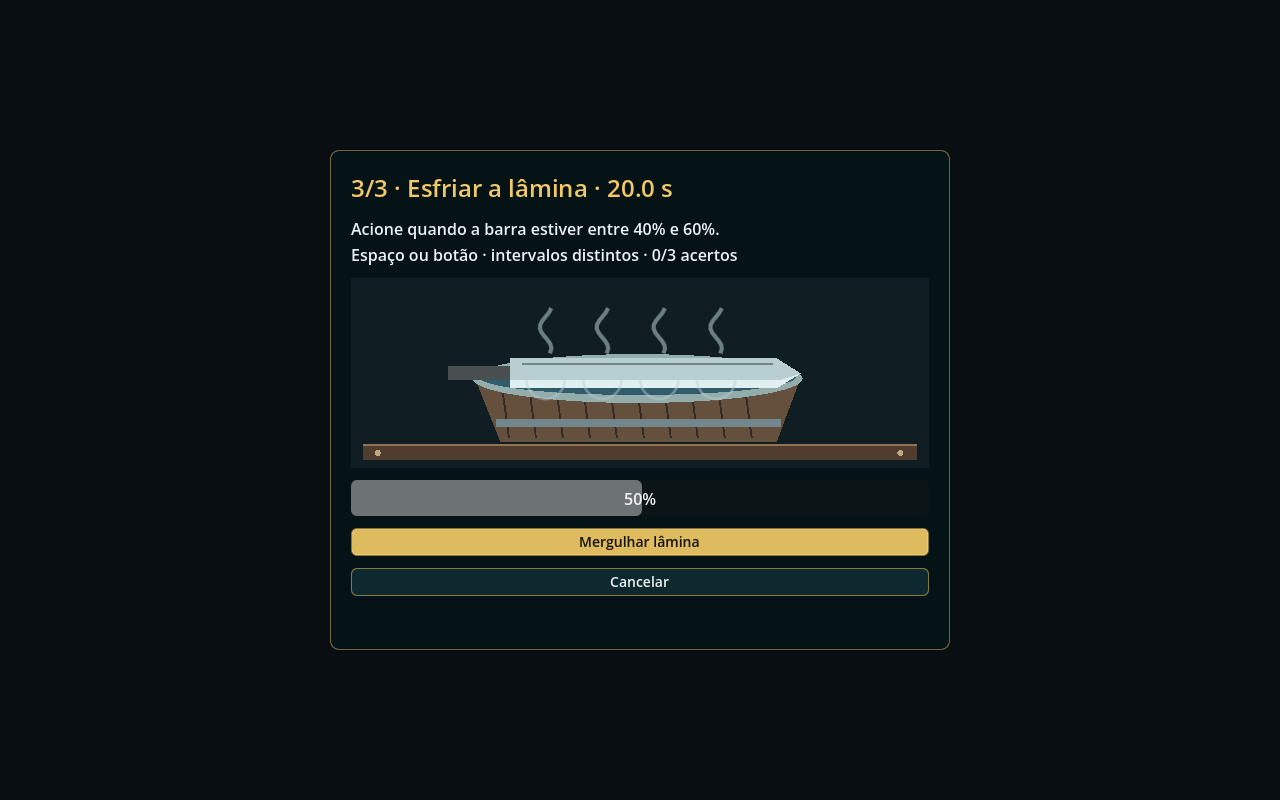 3/3 · Esfriar a lâmina · 20.0 s
Acione quando a barra estiver entre 40% e 60%.
Espaço ou botão · intervalos distintos · 0/3 acertos
50%
Mergulhar lâmina
Cancelar